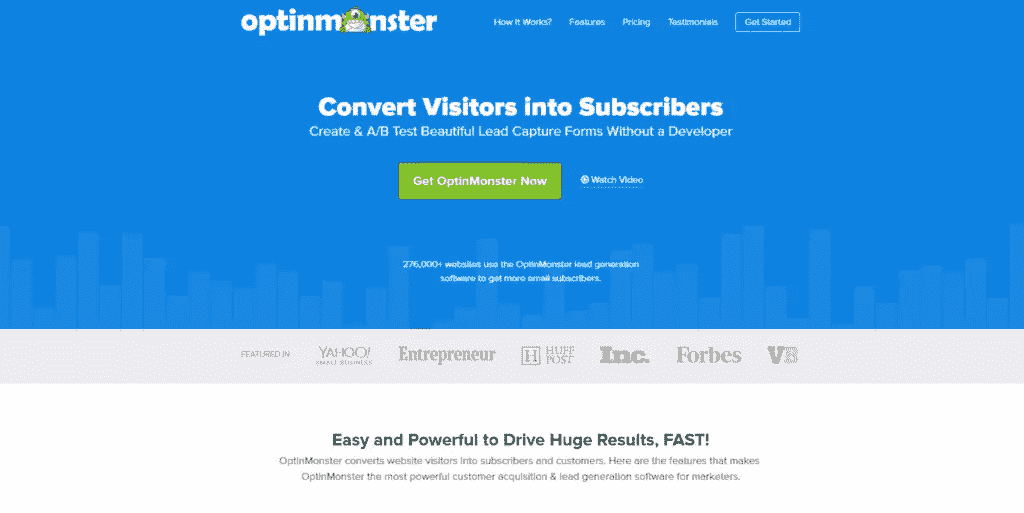 optinmonster
How It Works?
Features
Pricing
Testimonials
Get Started
Convert Visitors into Subscribers
Create & A/B Test Beautiful Lead Capture Forms Without a Developer
Get OptinMonster Now
Watch Video
276,000+ websites use the OptinMonster lead generation
software to get more email subscribers.
FEATURED IN
YAHOO!
SMALL BUSINESS
Entrepreneur
H HUFF
POST
Inc.
Forbes
VB
Easy and Powerful to Drive Huge Results, FAST!
OptinMonster converts website visitors into subscribers and customers. Here are the features that makes
OptinMonster the most powerful customer acquisition & lead generation software for marketers.